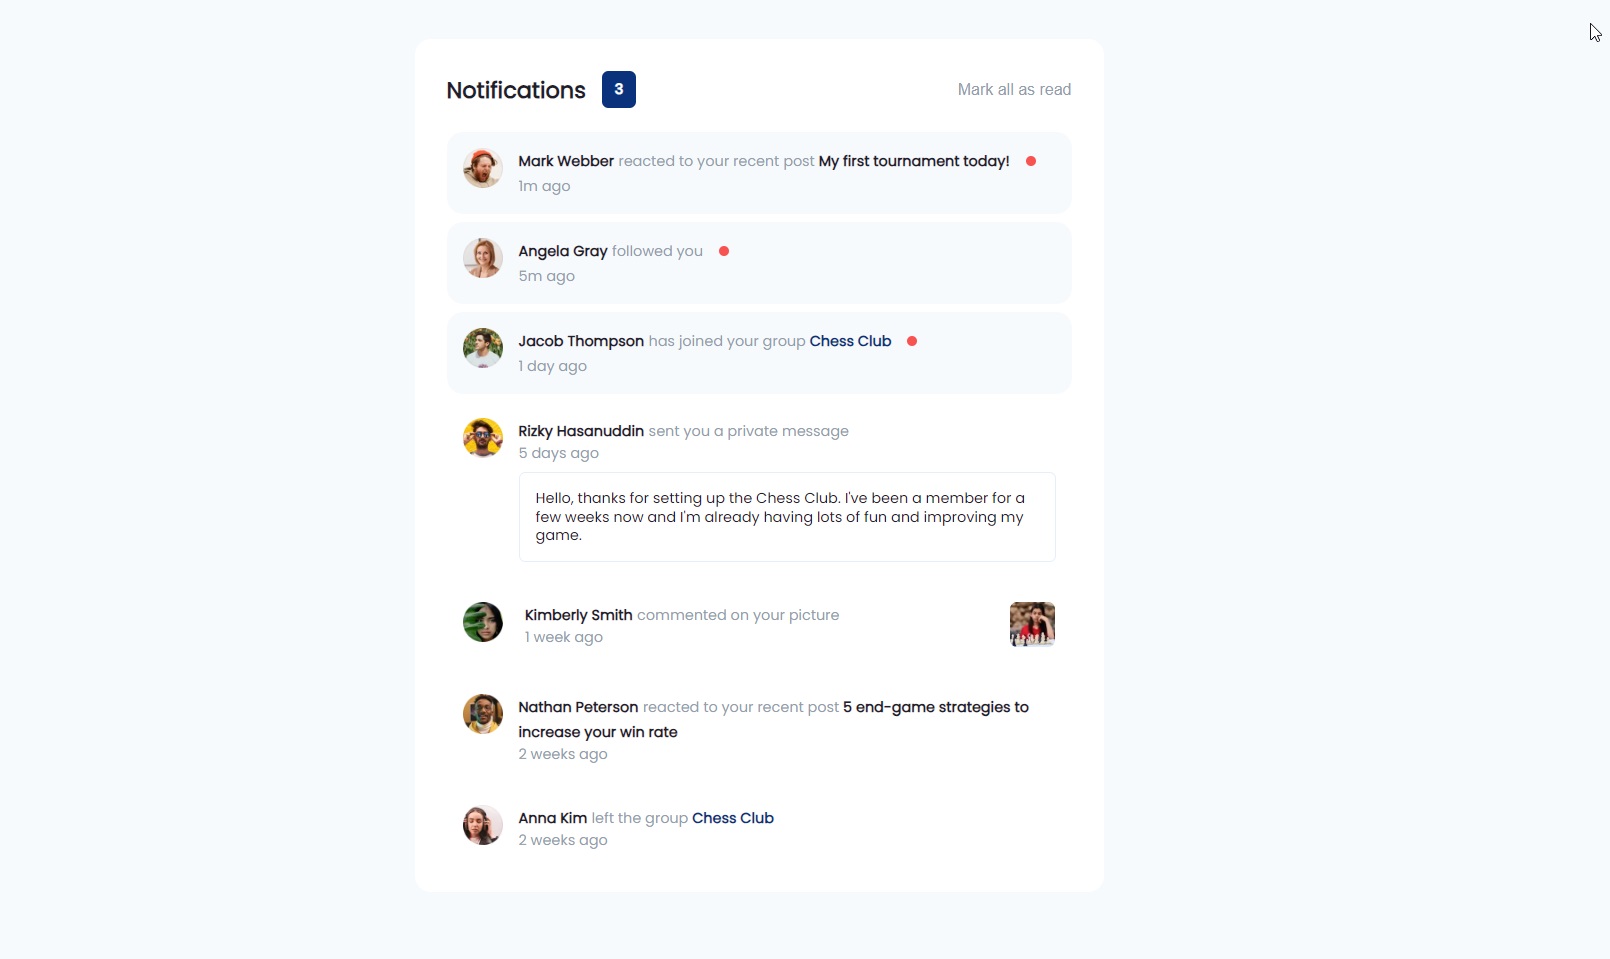 Notifications 3 Mark all as read
Mark Webber reacted to your recent post My first tournament today!
1m ago
Angela Gray followed you
5m ago
Jacob Thompson has joined your group Chess Club
1 day ago
Rizky Hasanuddin sent you a private message
5 days ago
Hello, thanks for setting up the Chess Club. I've been a member for a
few weeks now and I'm already having lots of fun and improving my
game.
Kimberly Smith commented on your picture
1 week ago
Nathan Peterson reacted to your recent post 5 end-game strategies to
increase your win rate
2 weeks ago
Anna Kim left the group Chess Club
2 weeks ago